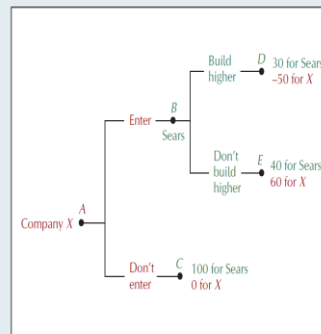 Build
higher
D
30 for Sears
–50 for X
B
Enter
Sears
Don't
build
higher
E
40 for Sears
60 for X
A
Company X
C
Don't
enter
100 for Sears
0 for X